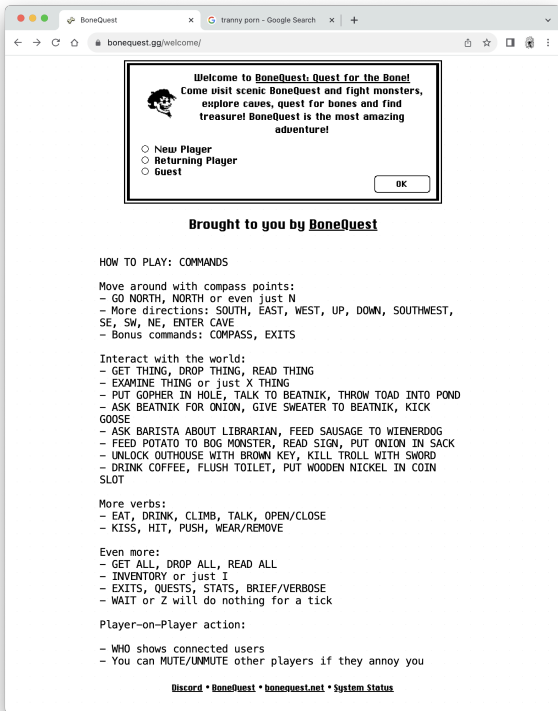 BoneQuest
tranny porn - Google Search
bonequest.gg/welcome/
Welcome to BoneQuest: Quest for the Bone!
Come visit scenic BoneQuest and fight monsters,
explore caves, quest for bones and find
treasure! BoneQuest is the most amazing
adventure!
New Player
Returning Player
Guest
OK
Brought to you by BoneQuest
HOW TO PLAY: COMMANDS
Move around with compass points:
– GO NORTH, NORTH or even just N
– More directions: SOUTH, EAST, WEST, UP, DOWN, SOUTHWEST,
SE, SW, NE, ENTER CAVE
– Bonus commands: COMPASS, EXITS
Interact with the world:
– GET THING, DROP THING, READ THING
– EXAMINE THING or just X THING
– PUT GOPHER IN HOLE, TALK TO BEATNIK, THROW TOAD INTO POND
– ASK BEATNIK FOR ONION, GIVE SWEATER TO BEATNIK, KICK
GOOSE
– ASK BARISTA ABOUT LIBRARIAN, FEED SAUSAGE TO WIENERDOG
– FEED POTATO TO BOG MONSTER, READ SIGN, PUT ONION IN SACK
– UNLOCK OUTHOUSE WITH BROWN KEY, KILL TROLL WITH SWORD
– DRINK COFFEE, FLUSH TOILET, PUT WOODEN NICKEL IN COIN
SLOT
More verbs:
– EAT, DRINK, CLIMB, TALK, OPEN/CLOSE
– KISS, HIT, PUSH, WEAR/REMOVE
Even more:
– GET ALL, DROP ALL, READ ALL
– INVENTORY or just I
– EXITS, QUESTS, STATS, BRIEF/VERBOSE
– WAIT or Z will do nothing for a tick
Player-on-Player action:
– WHO shows connected users
– You can MUTE/UNMUTE other players if they annoy you
Discord • BoneQuest • bonequest.net • System Status